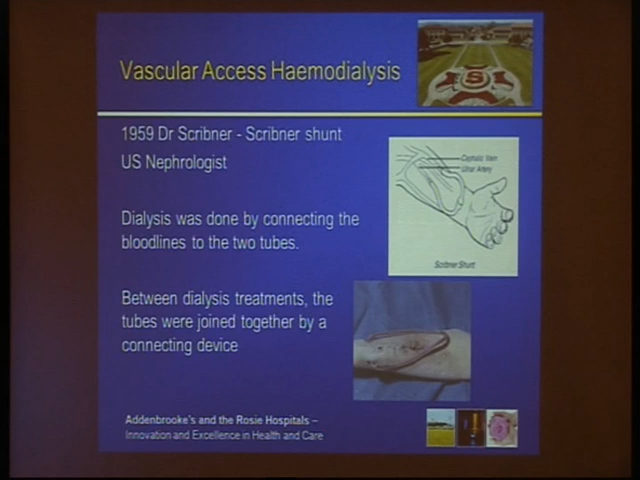 Vascular Access Haemodialysis
S
1959 Dr Scribner - Scribner shunt
US Nephrologist
Dialysis was done by connecting the
bloodlines to the two tubes.
Between dialysis treatments, the
tubes were joined together by a
connecting device
Cephalic Vein
Ulnar Artery
Scribner Shunt
Addenbrooke's and the Rosie Hospitals –
Innovation and Excellence in Health and Care